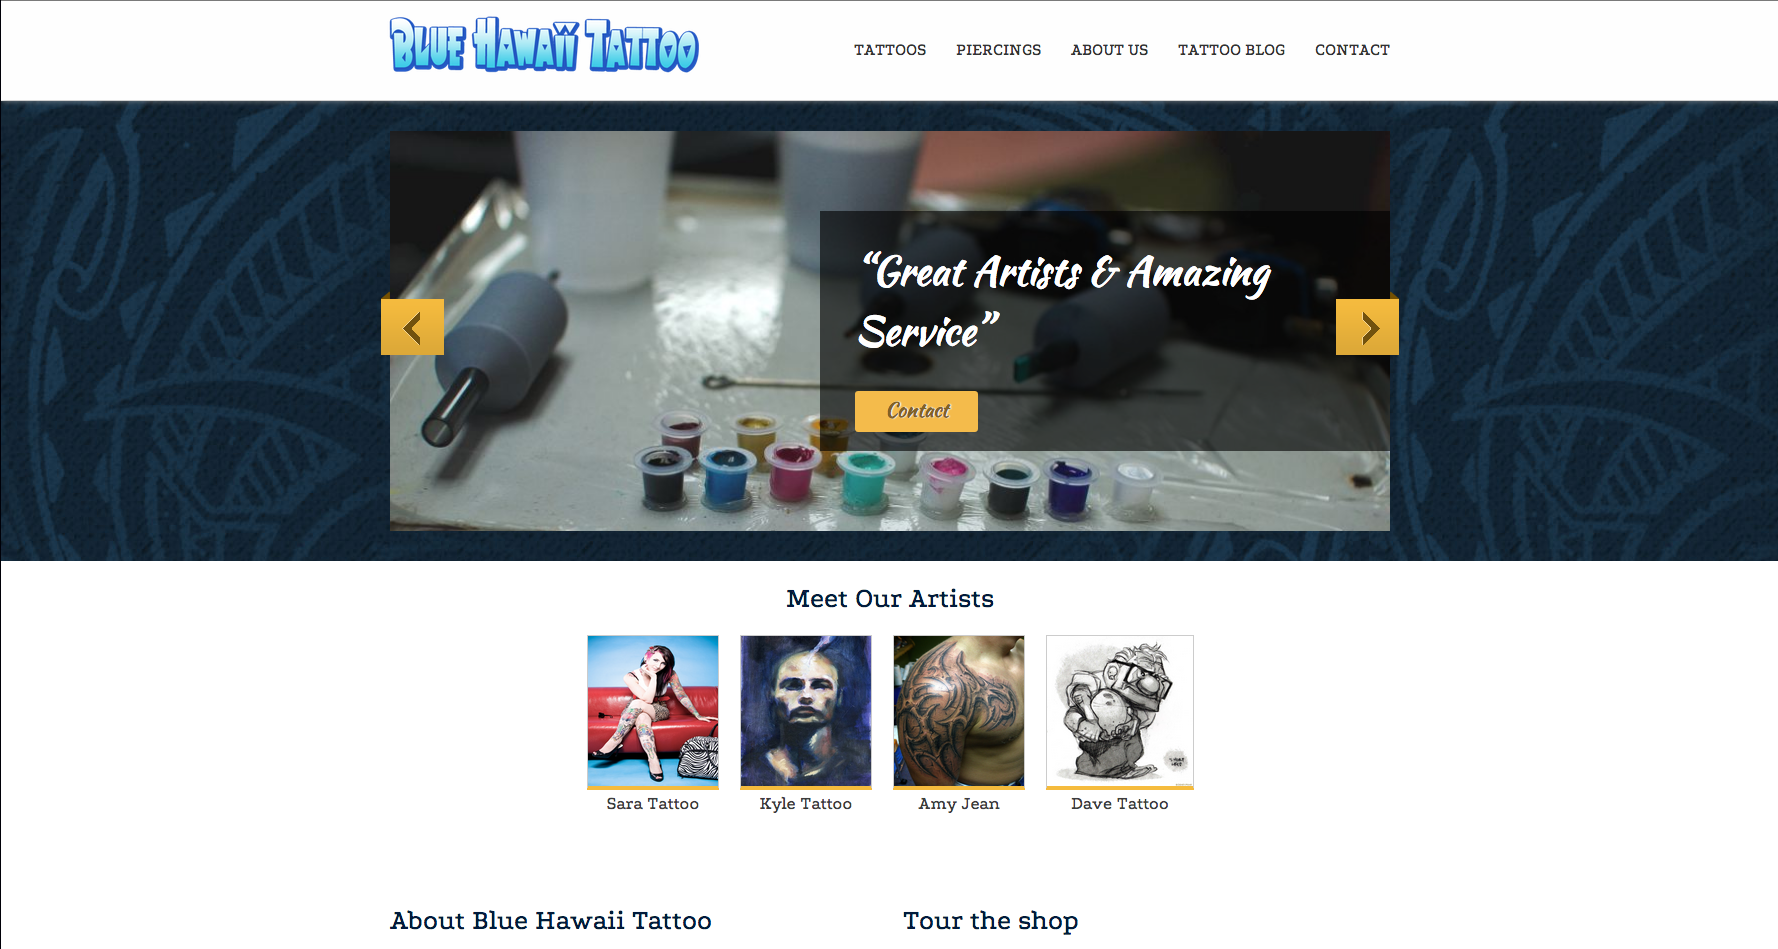 BLUE HAWAII TATTOO
TATTOOS PIERCINGS ABOUT US TATTOO BLOG CONTACT
“Great Artists & Amazing
Service”
Contact
Meet Our Artists
Sara Tattoo Kyle Tattoo Amy Jean Dave Tattoo
About Blue Hawaii Tattoo Tour the shop